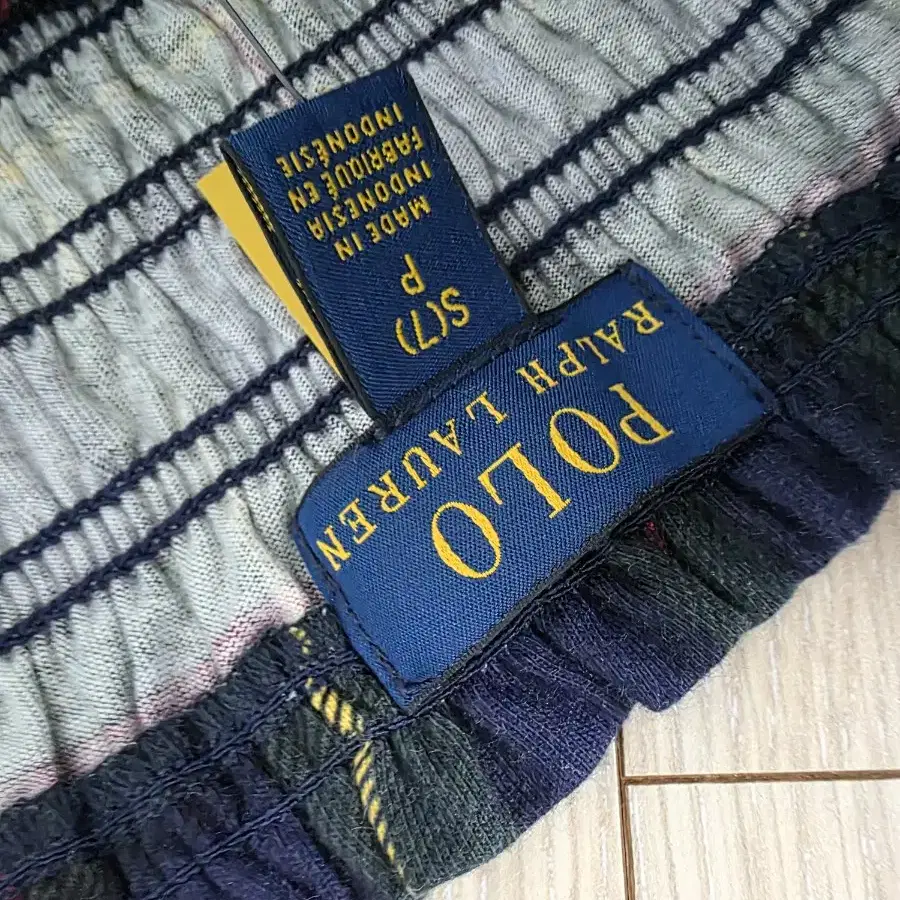 POLO
RALPH LAUREN
S(7)
P
MADE IN
INDONESIA
FABRIQUÉ EN
INDONÉSIE